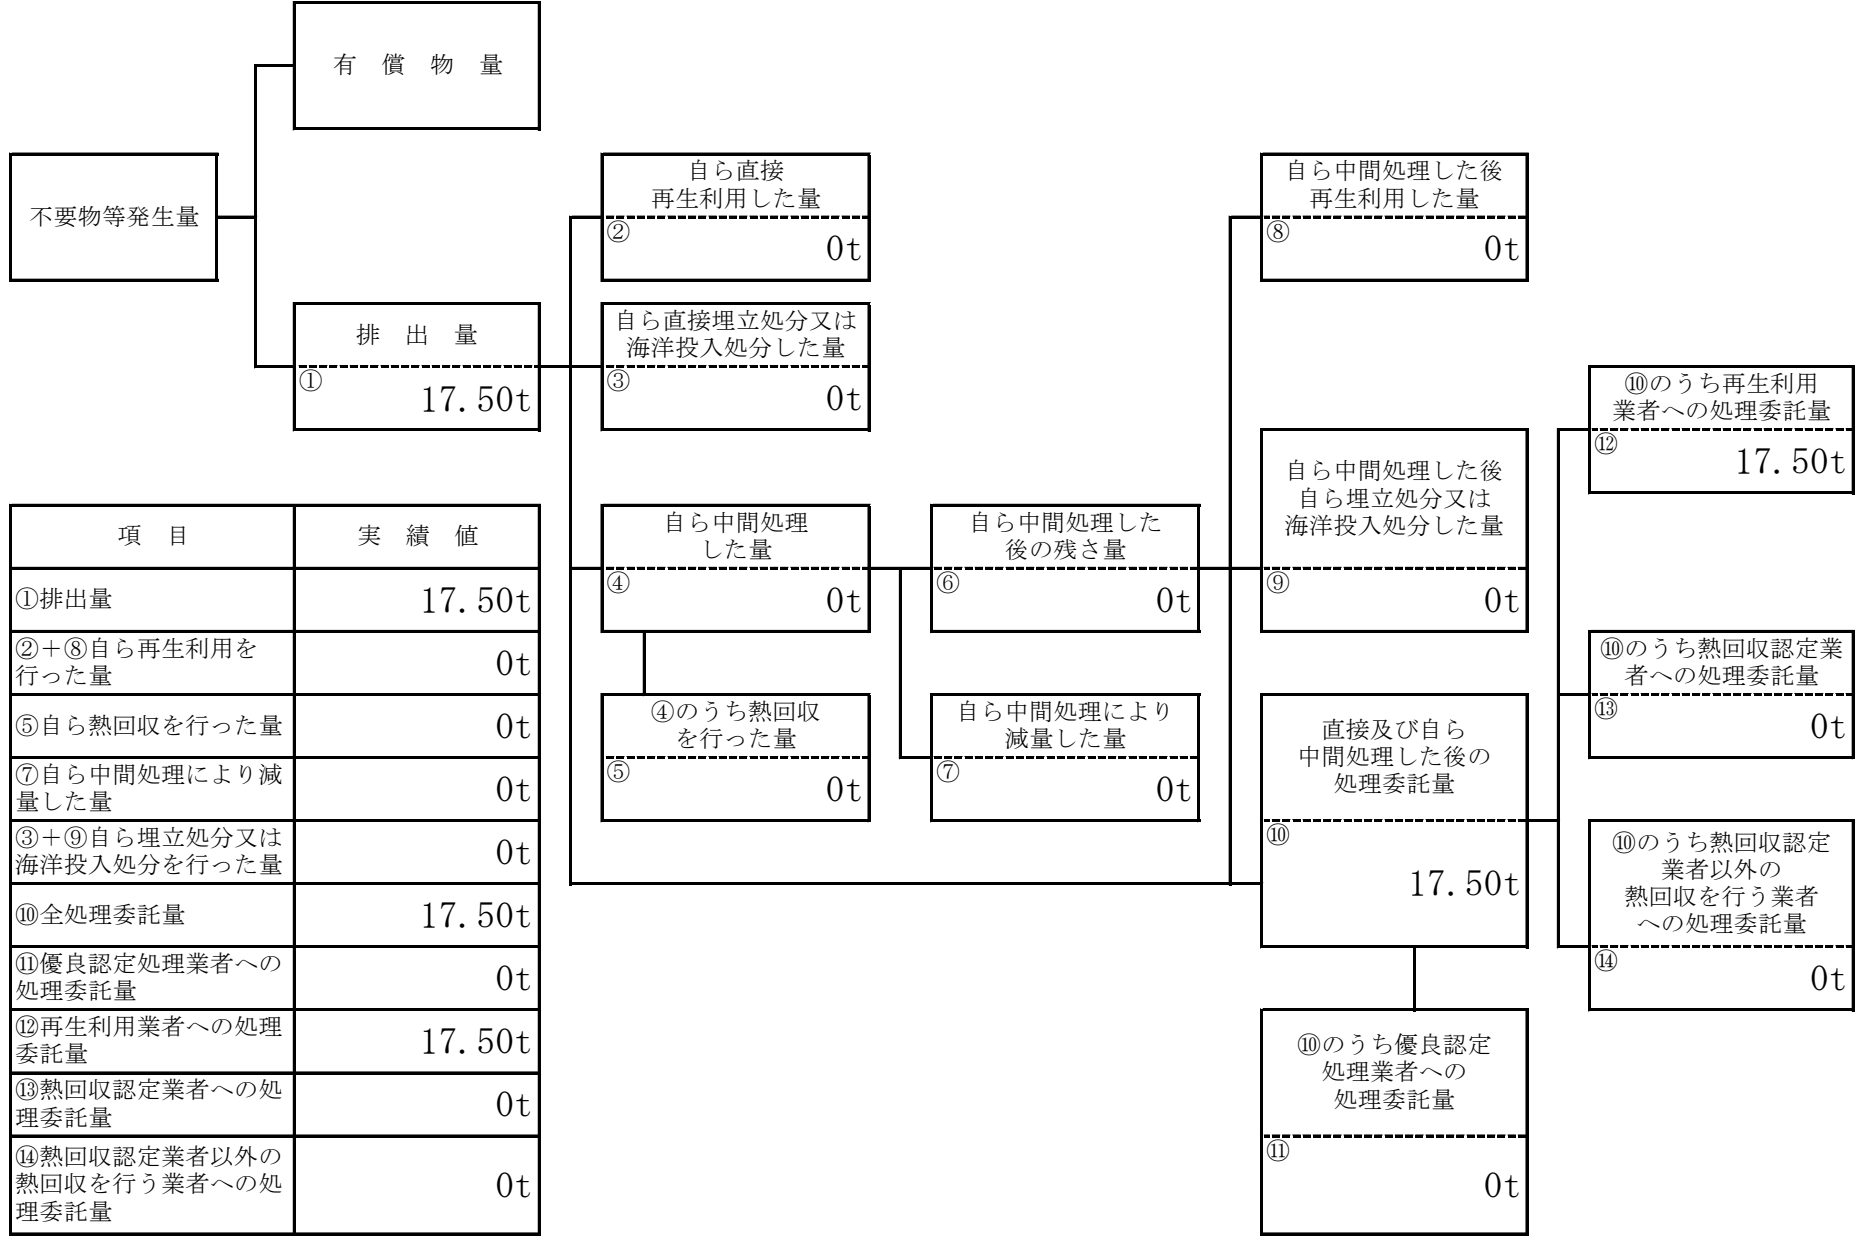 有　償　物　量
不要物等発生量
排　出　量
①
17.50t
自ら直接
再生利用した量
②
0t
自ら直接埋立処分又は
海洋投入処分した量
③
0t
自ら中間処理
した量
④
0t
④のうち熱回収
を行った量
⑤
0t
自ら中間処理した
後の残さ量
⑥
0t
自ら中間処理により
減量した量
⑦
0t
自ら中間処理した後
再生利用した量
⑧
0t
自ら中間処理した後
自ら埋立処分又は
海洋投入処分した量
⑨
0t
直接及び自ら
中間処理した後の
処理委託量
⑩
17.50t
⑩のうち優良認定
処理業者への
処理委託量
⑪
0t
⑩のうち再生利用
業者への処理委託量
⑫
17.50t
⑩のうち熱回収認定業
者への処理委託量
⑬
0t
⑩のうち熱回収認定
業者以外の
熱回収を行う業者
への処理委託量
⑭
0t
項　目　実　績　値
①排出量　17.50t
②＋⑧自ら再生利用を
行った量
0t
⑤自ら熱回収を行った量　0t
⑦自ら中間処理により減
量した量
0t
③＋⑨自ら埋立処分又は
海洋投入処分を行った量
0t
⑩全処理委託量　17.50t
⑪優良認定処理業者への
処理委託量
0t
⑫再生利用業者への処理
委託量
17.50t
⑬熱回収認定業者への処
理委託量
0t
⑭熱回収認定業者以外の
熱回収を行う業者への処
理委託量
0t